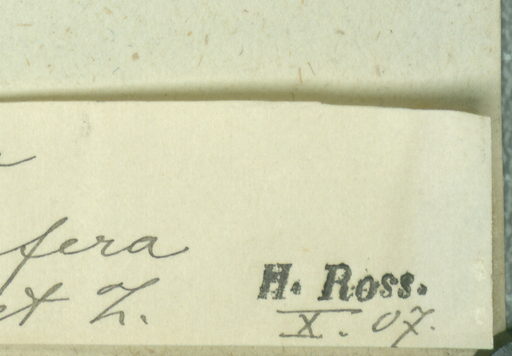 fera
et Z.
H. Ross.
X. 07.